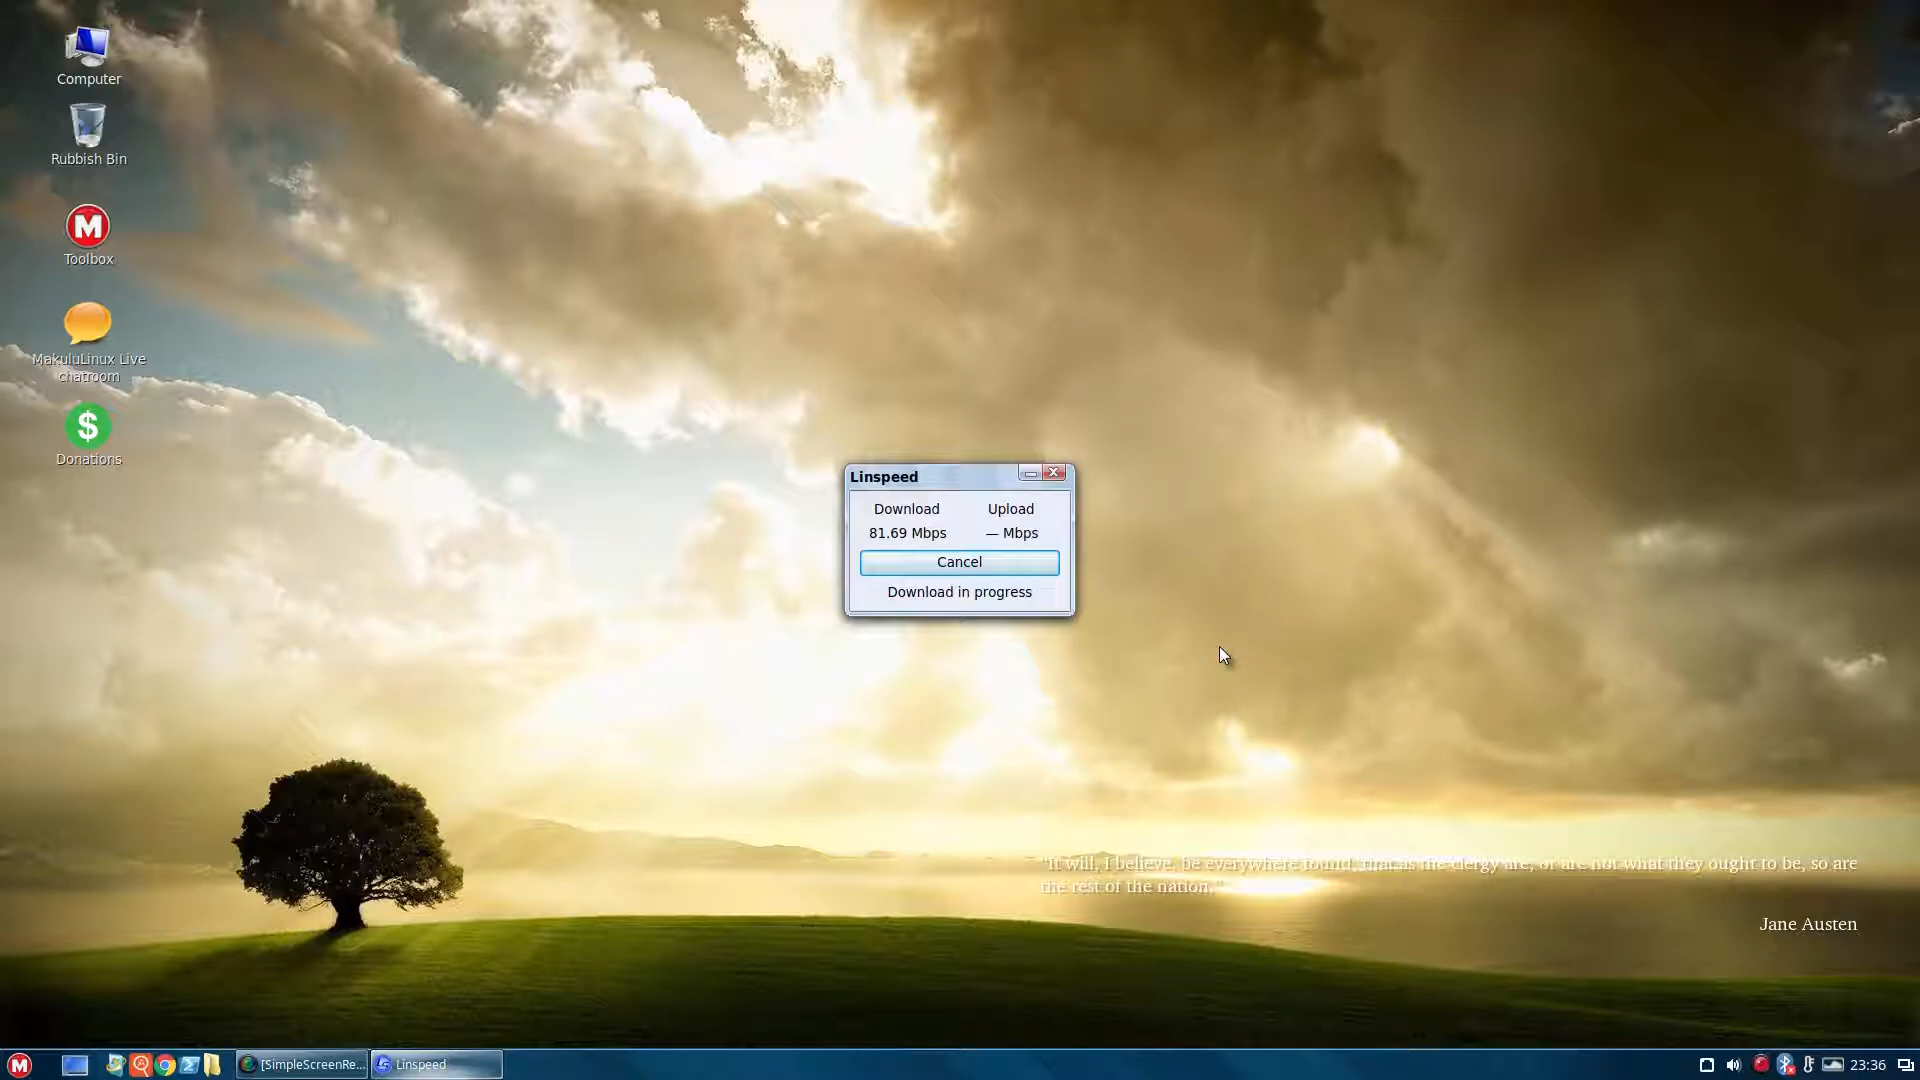 Computer
Rubbish Bin
Toolbox
MakuluLinux Live
chatroom
Donations
Linspeed
Download Upload
81.69 Mbps — Mbps
Cancel
Download in progress
"It will, I believe, be everywhere found, that as the clergy are, or are not what they ought to be, so are
the rest of the nation."
Jane Austen
[SimpleScreenRe...
Linspeed
23:36